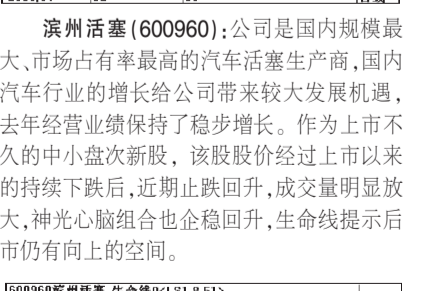 滨州活塞(600960):公司是国内规模最
大、市场占有率最高的汽车活塞生产商,国内
汽车行业的增长给公司带来较大发展机遇,
去年经营业绩保持了稳步增长。作为上市不
久的中小盘次新股,该股股价经过上市以来
的持续下跌后,近期止跌回升,成交量明显放
大,神光心脑组合也企稳回升,生命线提示后
市仍有向上的空间。
600960滨州活塞 生命线